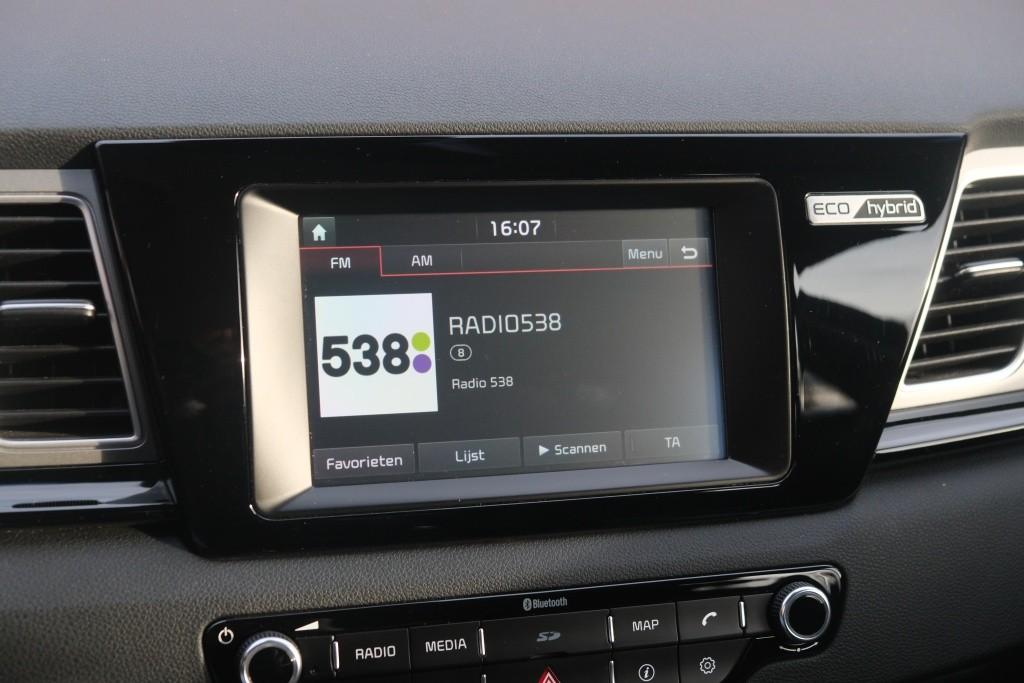 16:07
FM AM Menu
ECO hybrid
538
RADIO538
8
Radio 538
Favorieten Lijst Scannen TA
Bluetooth
RADIO MEDIA SD MAP
i